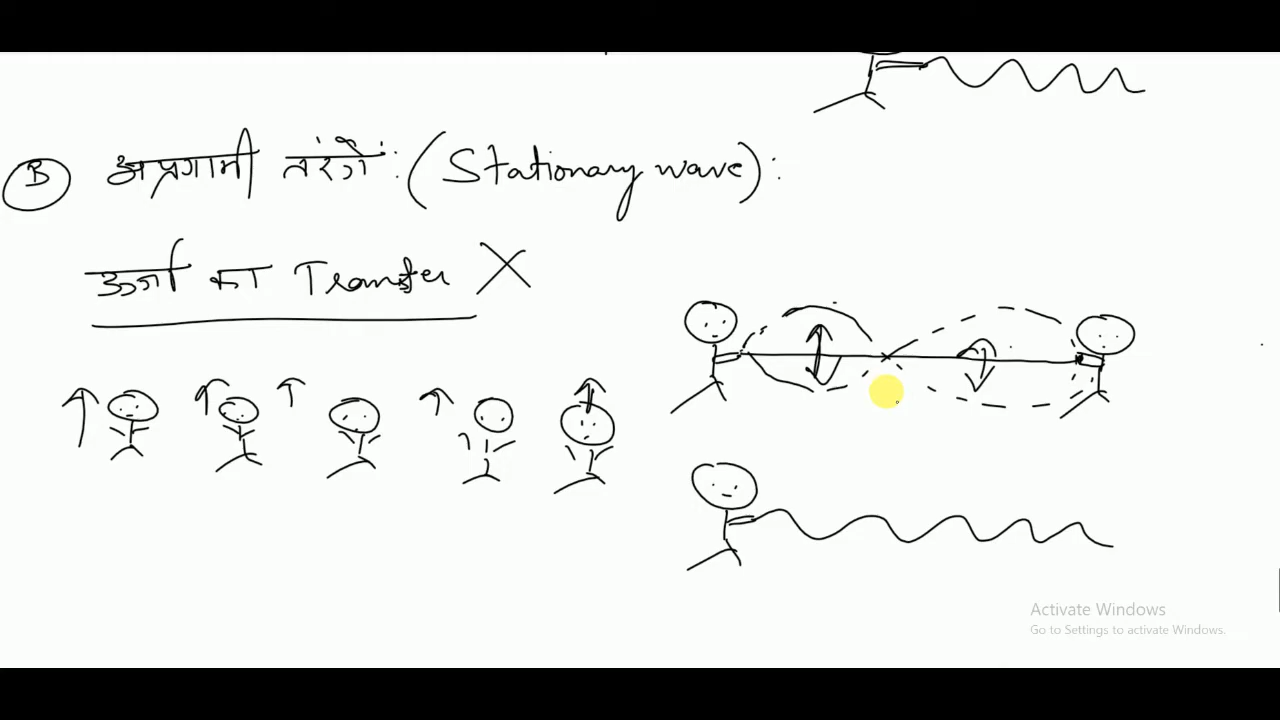 B अप्रगामी तरंगें : (Stationary wave) :
ऊर्जा का Transfer X
Activate Windows
Go to Settings to activate Windows.